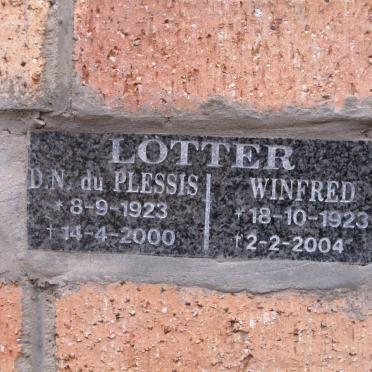 LOTTER
D.N. du PLESSIS
*8-9-1923
†14-4-2000
WINFRED
*18-10-1923
†2-2-2004